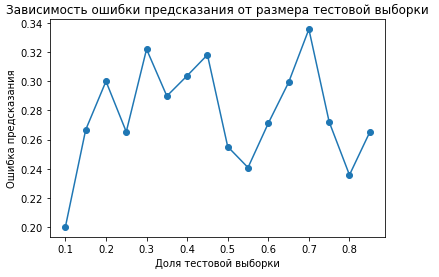 Зависимость ошибки предсказания от размера тестовой выборки
0.34
0.32
0.30
0.28
0.26
0.24
0.22
0.20
Ошибка предсказания
0.1 0.2 0.3 0.4 0.5 0.6 0.7 0.8
Доля тестовой выборки